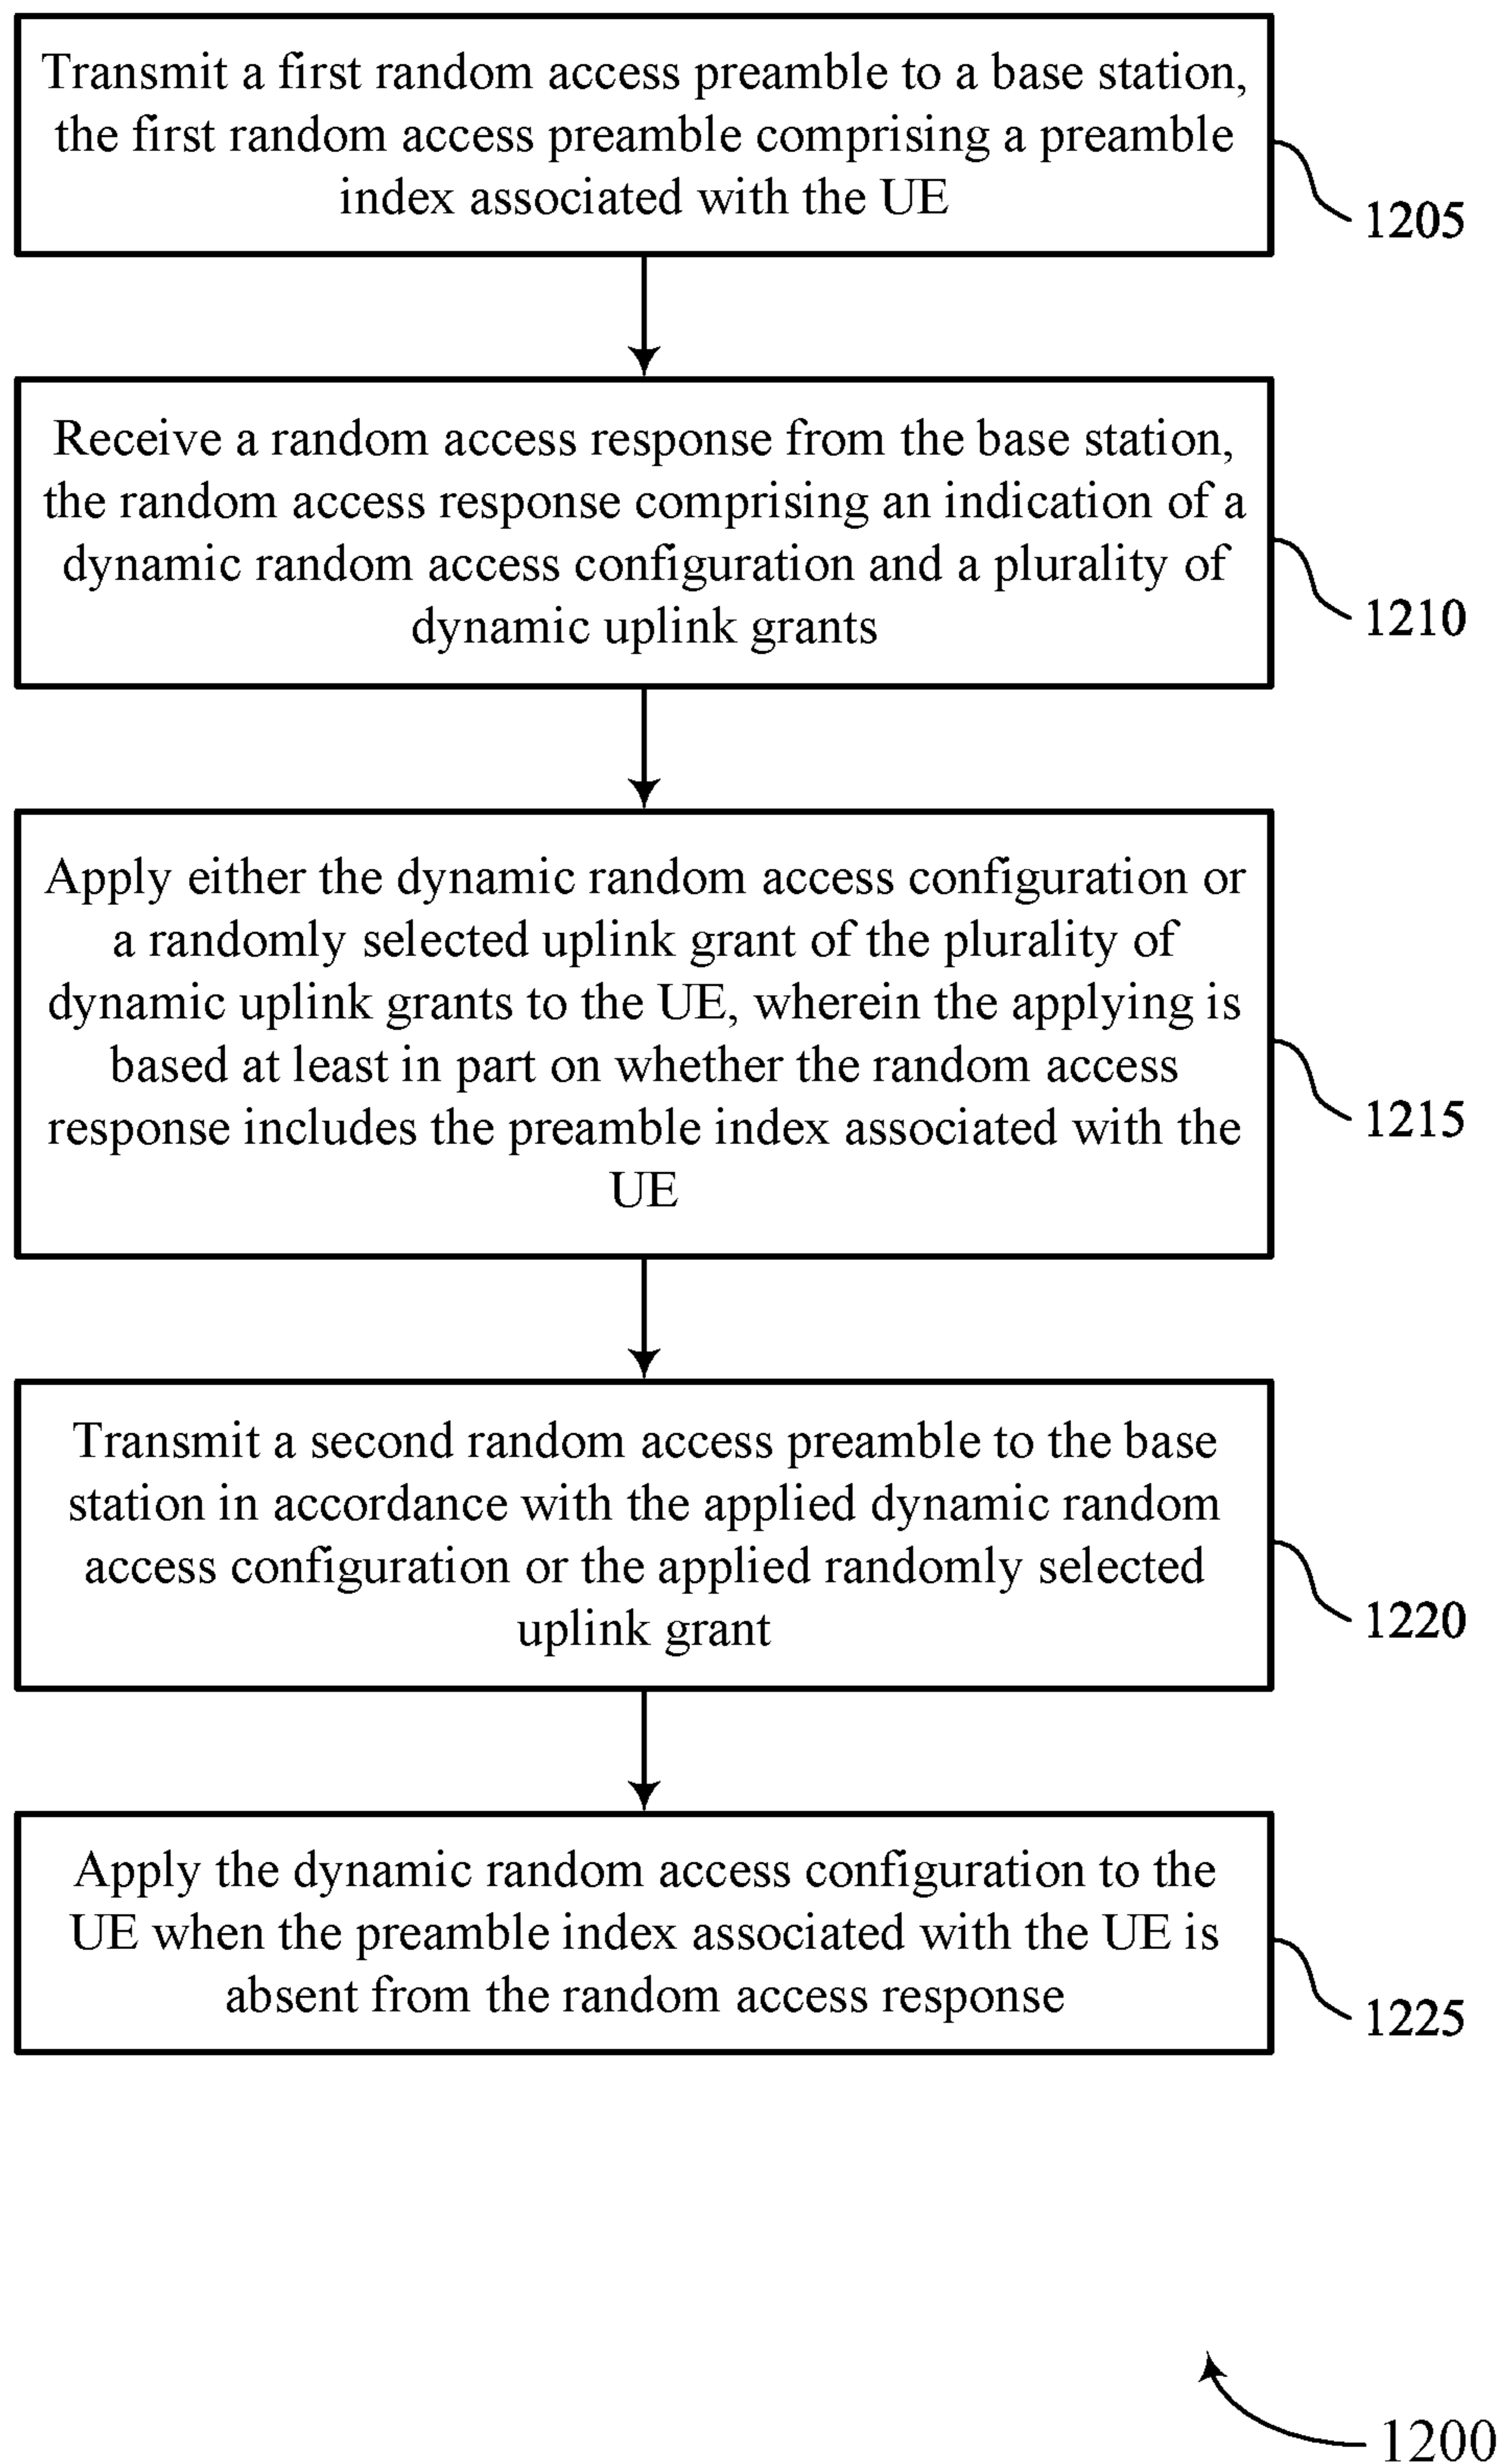 Transmit a first random access preamble to a base station,
the first random access preamble comprising a preamble
index associated with the UE
1205
Receive a random access response from the base station,
the random access response comprising an indication of a
dynamic random access configuration and a plurality of
dynamic uplink grants
1210
Apply either the dynamic random access configuration or
a randomly selected uplink grant of the plurality of
dynamic uplink grants to the UE, wherein the applying is
based at least in part on whether the random access
response includes the preamble index associated with the
UE
1215
Transmit a second random access preamble to the base
station in accordance with the applied dynamic random
access configuration or the applied randomly selected
uplink grant
1220
Apply the dynamic random access configuration to the
UE when the preamble index associated with the UE is
absent from the random access response
1225
1200